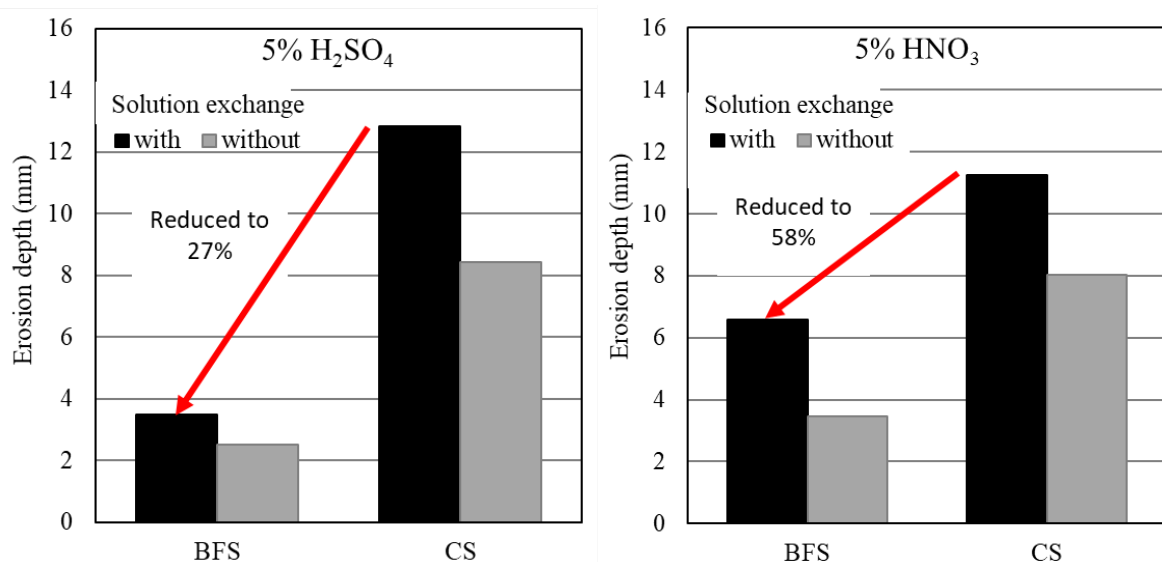 5% H₂SO₄
Solution exchange
with without
Reduced to
27%
Erosion depth (mm)
16
14
12
10
8
6
4
2
0
BFS CS
5% HNO₃
Solution exchange
with without
Reduced to
58%
Erosion depth (mm)
16
14
12
10
8
6
4
2
0
BFS CS